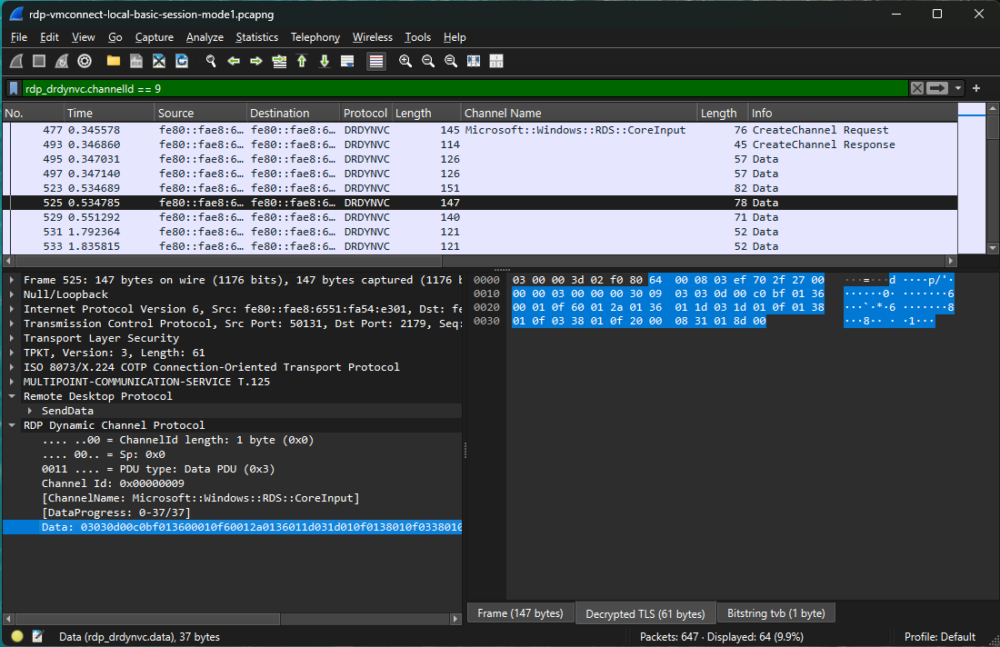 rdp-vmconnect-local-basic-session-mode1.pcapng
File Edit View Go Capture Analyze Statistics Telephony Wireless Tools Help
rdp_drdynvc.channelId == 9
No. Time Source Destination Protocol Length Channel Name Length Info
477 0.345578 fe80::fae8:6… fe80::fae8:6… DRDYNVC 145 Microsoft::Windows::RDS::CoreInput 76 CreateChannel Request
493 0.346860 fe80::fae8:6… fe80::fae8:6… DRDYNVC 114 45 CreateChannel Response
495 0.347031 fe80::fae8:6… fe80::fae8:6… DRDYNVC 126 57 Data
497 0.347140 fe80::fae8:6… fe80::fae8:6… DRDYNVC 126 57 Data
523 0.534689 fe80::fae8:6… fe80::fae8:6… DRDYNVC 151 82 Data
525 0.534785 fe80::fae8:6… fe80::fae8:6… DRDYNVC 147 78 Data
529 0.551292 fe80::fae8:6… fe80::fae8:6… DRDYNVC 140 71 Data
531 1.792364 fe80::fae8:6… fe80::fae8:6… DRDYNVC 121 52 Data
533 1.835815 fe80::fae8:6… fe80::fae8:6… DRDYNVC 121 52 Data
Frame 525: 147 bytes on wire (1176 bits), 147 bytes captured (1176 b
Null/Loopback
Internet Protocol Version 6, Src: fe80::fae8:6551:fa54:e301, Dst: fe
Transmission Control Protocol, Src Port: 50131, Dst Port: 2179, Seq:
Transport Layer Security
TPKT, Version: 3, Length: 61
ISO 8073/X.224 COTP Connection-Oriented Transport Protocol
MULTIPOINT-COMMUNICATION-SERVICE T.125
Remote Desktop Protocol
SendData
RDP Dynamic Channel Protocol
.... ..00 = ChannelId length: 1 byte (0x0)
.... 00.. = Sp: 0x0
0011 .... = PDU type: Data PDU (0x3)
Channel Id: 0x00000009
[ChannelName: Microsoft::Windows::RDS::CoreInput]
[DataProgress: 0-37/37]
Data: 03030d00c0bf013600010f60012a0136011d031d010f0138010f0338010
0000 03 00 00 3d 02 f0 80 64 00 08 03 ef 70 2f 27 00 ···=···d ····p/'·
0010 00 00 03 00 00 00 30 09 03 03 0d 00 c0 bf 01 36 ······0· ·······6
0020 00 01 0f 60 01 2a 01 36 01 1d 03 1d 01 0f 01 38 ···`·*·6 ·······8
0030 01 0f 03 38 01 0f 20 00 08 31 01 8d 00 ···8·· · ·1···
Frame (147 bytes) Decrypted TLS (61 bytes) Bitstring tvb (1 byte)
Data (rdp_drdynvc.data), 37 bytes Packets: 647 · Displayed: 64 (9.9%) Profile: Default